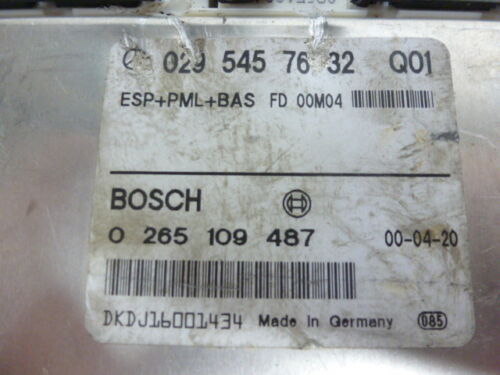 029 545 76 32 Q01
ESP+PML+BAS FD 00M04
BOSCH
0 265 109 487 00-04-20
DKDJ16001434 Made in Germany 085